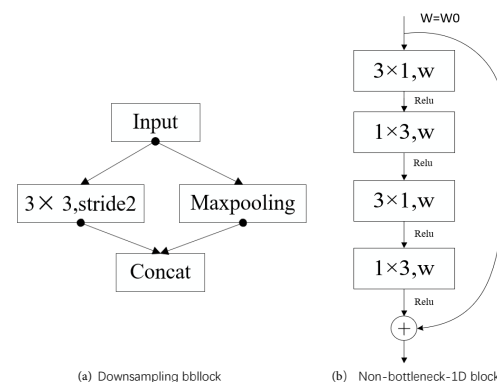 Input
3× 3,stride2
Maxpooling
Concat
(a) Downsampling bbllock
W=W0
3×1,w
Relu
1×3,w
Relu
3×1,w
Relu
1×3,w
Relu
+
(b) Non-bottleneck-1D block